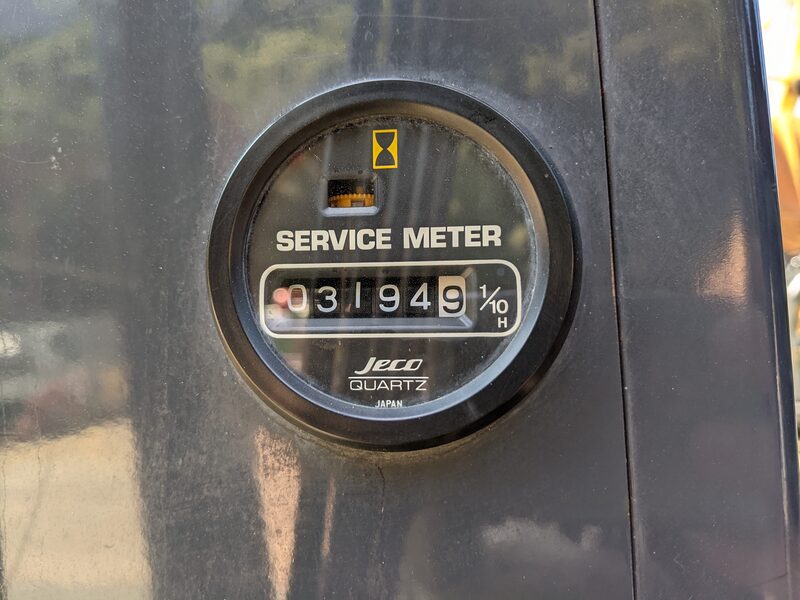 SERVICE METER
031949 1/10 H
Jeco
QUARTZ
JAPAN